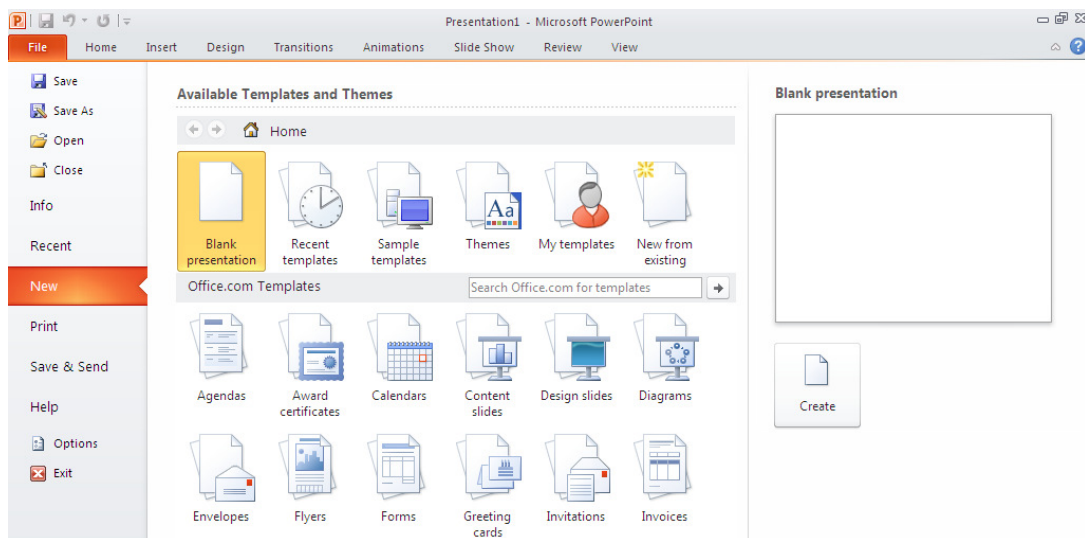 Presentation1 - Microsoft PowerPoint
File Home Insert Design Transitions Animations Slide Show Review View
Save
Save As
Open
Close
Info
Recent
New
Print
Save & Send
Help
Options
Exit
Available Templates and Themes
Home
Blank presentation
Recent templates
Sample templates
Themes
My templates
New from existing
Office.com Templates
Search Office.com for templates
Agendas
Award certificates
Calendars
Content slides
Design slides
Diagrams
Envelopes
Flyers
Forms
Greeting cards
Invitations
Invoices
Blank presentation
Create